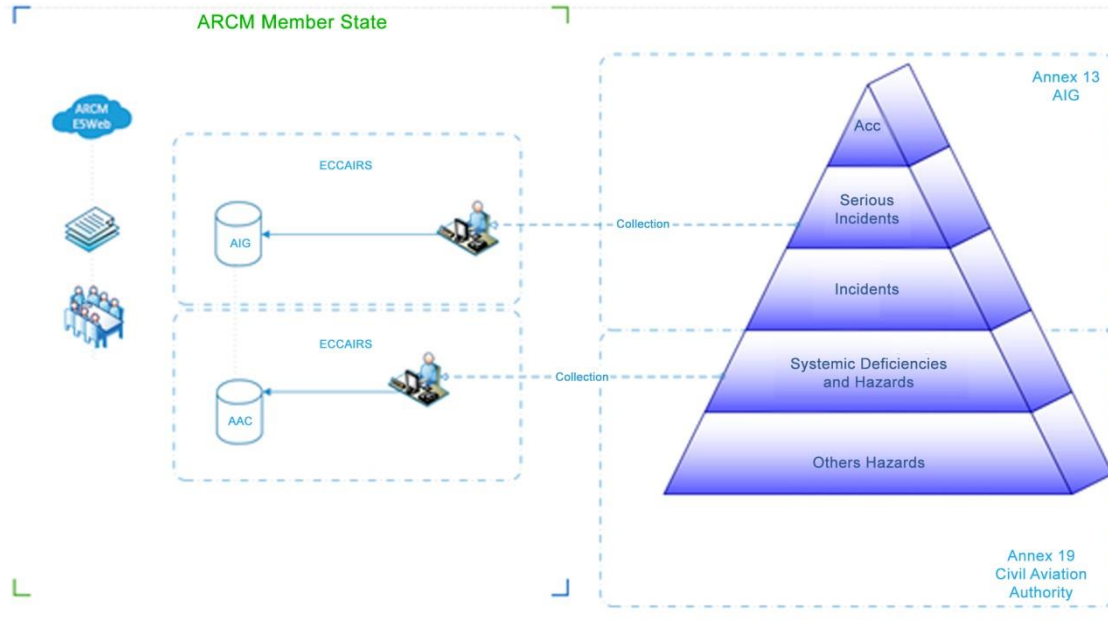 ARCM Member State
ARCM
E5Web
ECCAIRS
AIG
ECCAIRS
AAC
Collection
Collection
Annex 13
AIG
Acc
Serious
Incidents
Incidents
Systemic Deficiencies
and Hazards
Others Hazards
Annex 19
Civil Aviation
Authority